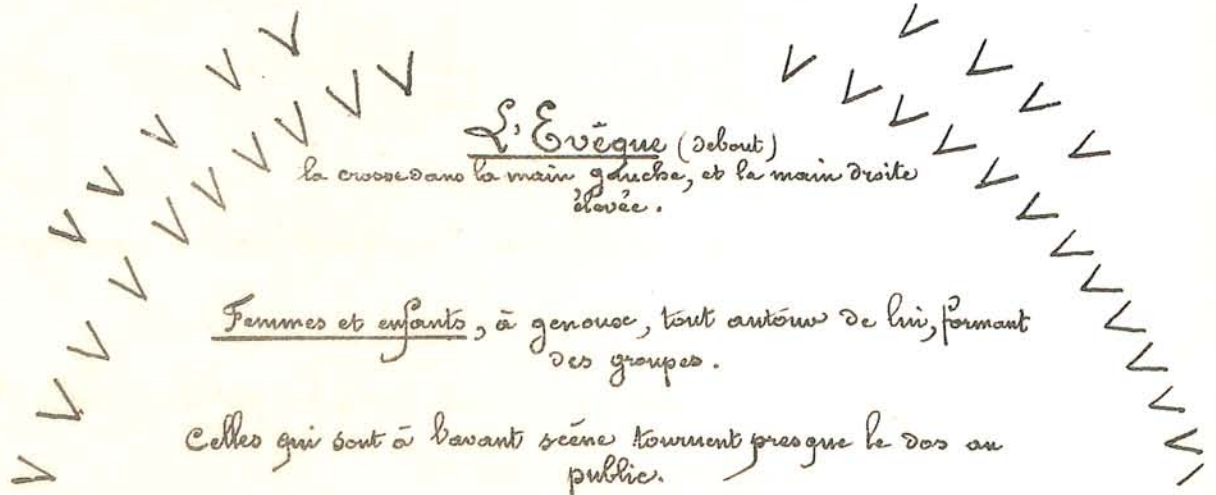 L'Evêque (debout)
la crosse dans la main gauche, et la main droite
élevée.
Femmes et enfants, à genoux, tout autour de lui, formant
des groupes.
Celles qui sont à l'avant scène tournent presque le dos au
public.